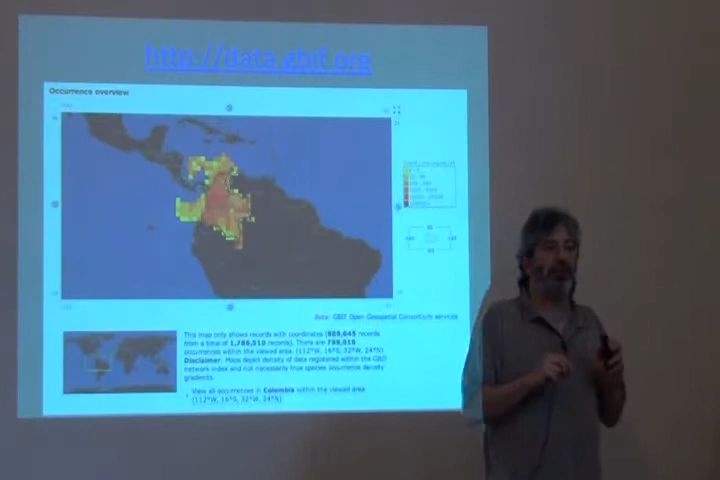 http://data.gbif.org
Occurrence overview
Data: GBIF Open Geospatial Consortium services
This map only shows records with coordinates (889,645 records
from a total of 1,786,510 records). There are 799,018
occurrences within the viewed area. (112°W, 16°S, 32°W, 24°N)
Disclaimer: Maps depict density of data registered within the GBIF
network index and not necessarily true species occurrence density
gradients.
View all occurrences in Colombia within the viewed area
(112°W, 16°S, 32°W, 24°N)